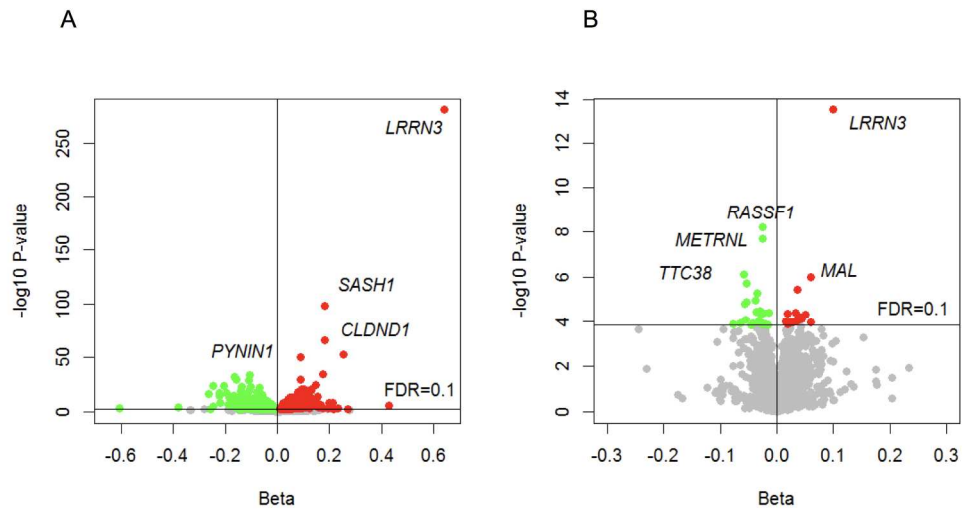 A
-log10 P-value
250
200
150
100
50
0
LRRN3
SASH1
CLDND1
PYNIN1
FDR=0.1
-0.6 -0.4 -0.2 0.0 0.2 0.4 0.6
Beta
B
-log10 P-value
14
12
10
8
6
4
2
0
LRRN3
RASSF1
METRNL
TTC38
MAL
FDR=0.1
-0.3 -0.2 -0.1 0.0 0.1 0.2 0.3
Beta